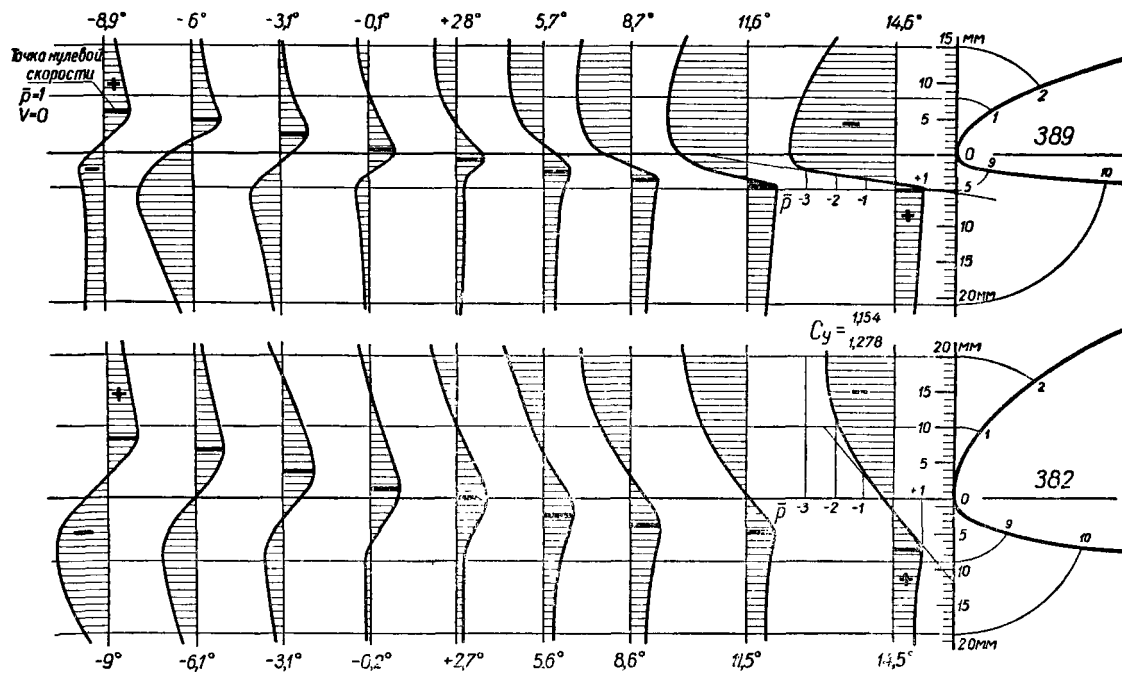 -8,9° -6° -3,1° -0,1° +28° 5,7° 8,7° 11,6° 14,6°
15 мм
Точка нулевой
скорости
p̄=1
V=0
+
10
2
1
5
389
0
9
+1
10
p̄ -3 -2 -1
5
+
10
15
20мм
Cy = 1,154
1,278
20 мм
+
2
15
10
1
5
+1
382
p̄ -3 -2 -1
0
9
5
10
10
+
15
20мм
-9° -6,1° -3,1° -0,2° +2,7° 5,6° 8,6° 11,5° 14,5°